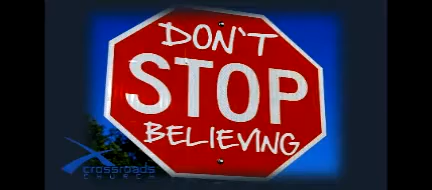 DON'T
STOP
BELIEVING
crossroads
CHURCH